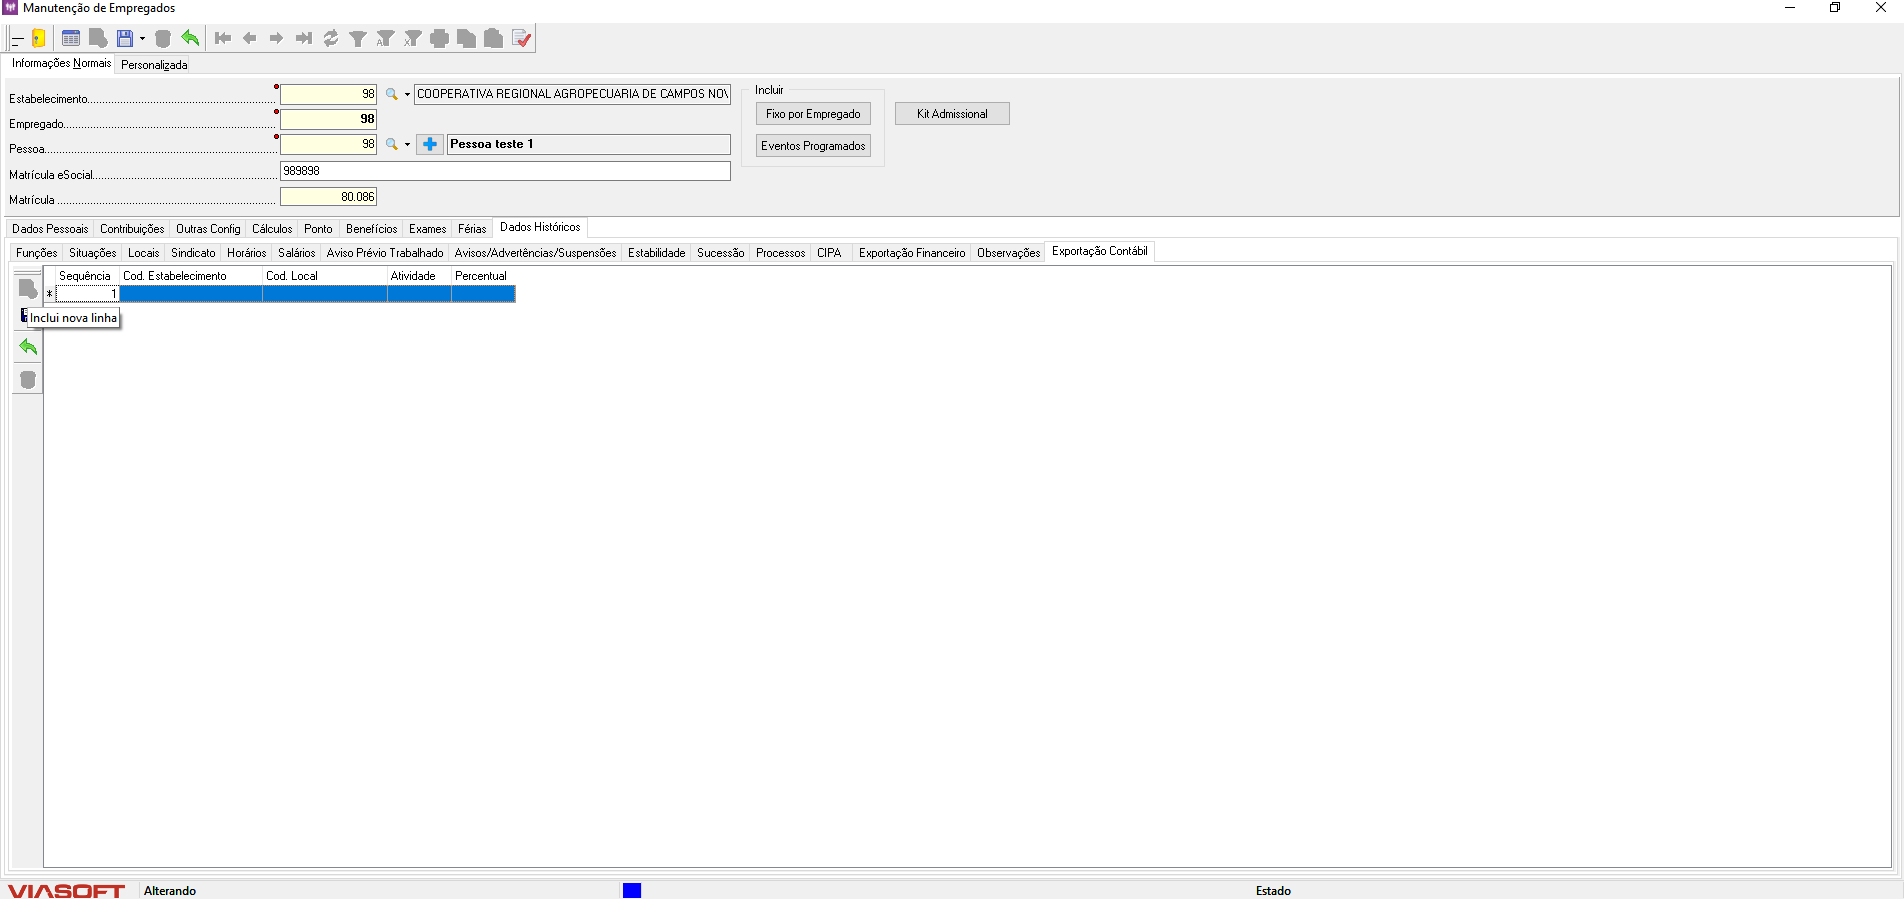 Manutenção de Empregados
Informações Normais Personalizada
Estabelecimento 98 COOPERATIVA REGIONAL AGROPECUARIA DE CAMPOS NOV
Empregado 98
Pessoa 98 Pessoa teste 1
Matrícula eSocial 989898
Matrícula 80.086
Incluir
Fixo por Empregado
Eventos Programados
Kit Admissional
Dados Pessoais Contribuições Outras Config Cálculos Ponto Benefícios Exames Férias Dados Históricos
Funções Situações Locais Sindicato Horários Salários Aviso Prévio Trabalhado Avisos/Advertências/Suspensões Estabilidade Sucessão Processos CIPA Exportação Financeiro Observações Exportação Contábil
Sequência Cod. Estabelecimento Cod. Local Atividade Percentual
* 1
Inclui nova linha
VIASOFT Alterando Estado